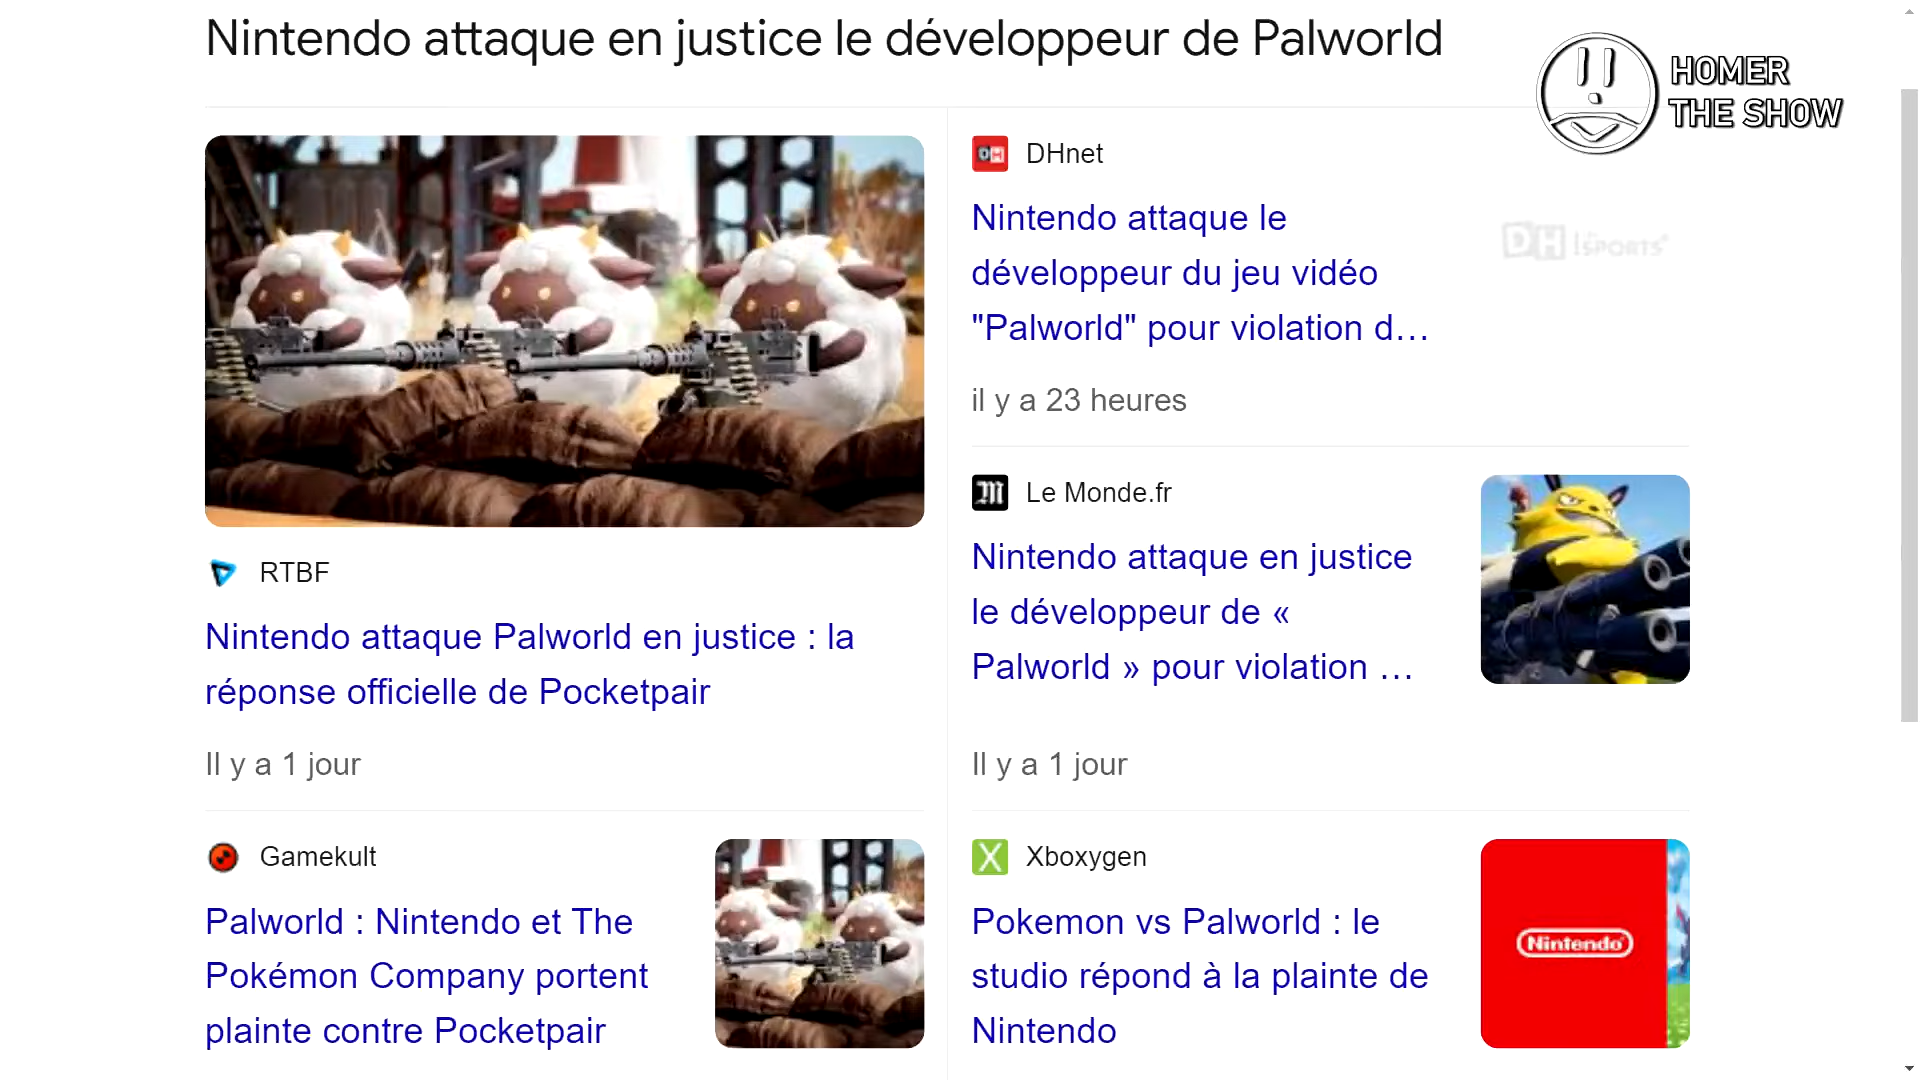 Nintendo attaque en justice le développeur de Palworld
HOMER
THE SHOW
RTBF
Nintendo attaque Palworld en justice : la
réponse officielle de Pocketpair
Il y a 1 jour
Gamekult
Palworld : Nintendo et The
Pokémon Company portent
plainte contre Pocketpair
DH
DHnet
Nintendo attaque le
développeur du jeu vidéo
"Palworld" pour violation d…
il y a 23 heures
DH SPORTS+
M
Le Monde.fr
Nintendo attaque en justice
le développeur de «
Palworld » pour violation …
Il y a 1 jour
X
Xboxygen
Pokemon vs Palworld : le
studio répond à la plainte de
Nintendo
Nintendo